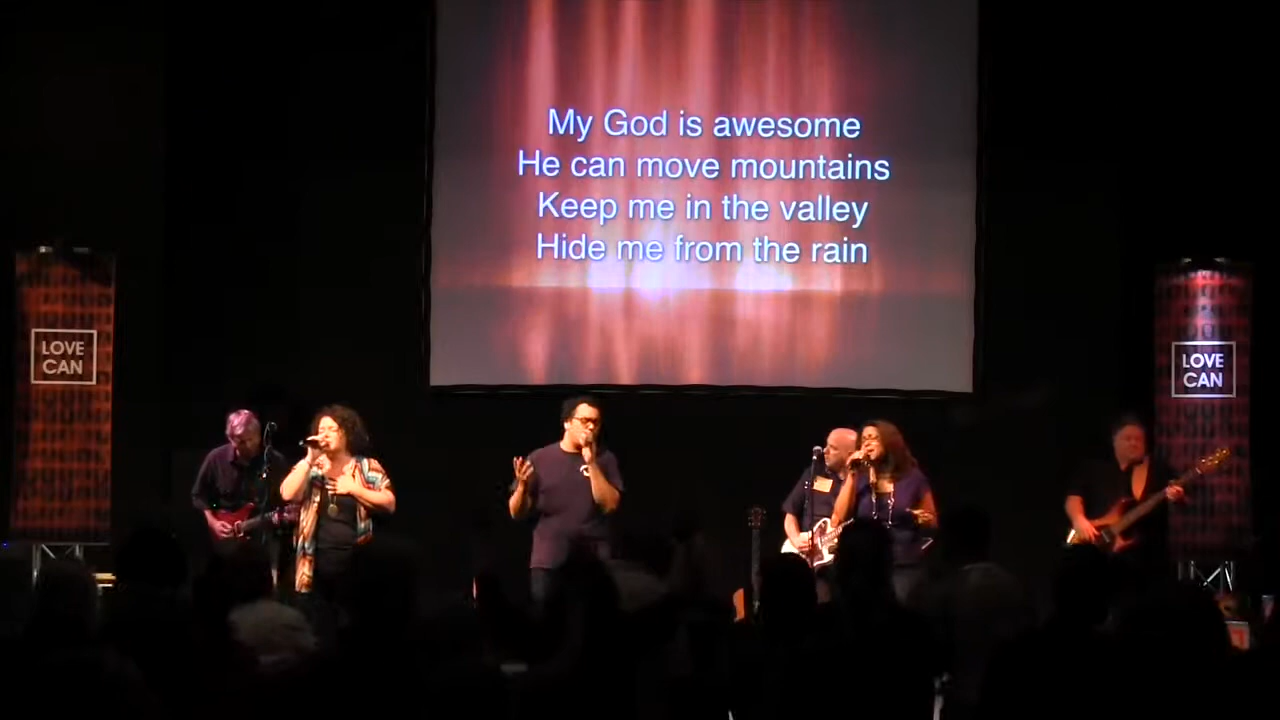 My God is awesome
He can move mountains
Keep me in the valley
Hide me from the rain
LOVE
CAN
LOVE
CAN